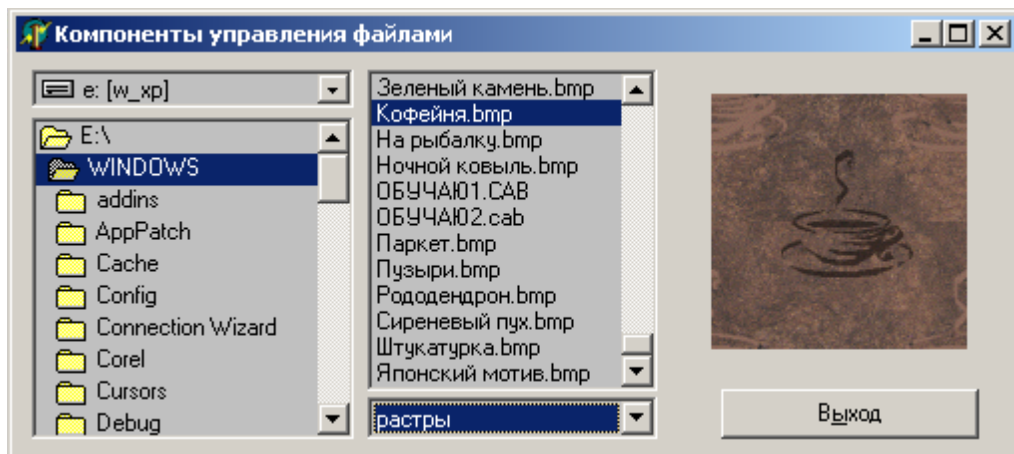 Компоненты управления файлами
e: [w_xp]
E:\
WINDOWS
addins
AppPatch
Cache
Config
Connection Wizard
Corel
Cursors
Debug
Зеленый камень.bmp
Кофейня.bmp
На рыбалку.bmp
Ночной ковыль.bmp
ОБУЧАЮ1.CAB
ОБУЧАЮ2.cab
Паркет.bmp
Пузыри.bmp
Рододендрон.bmp
Сиреневый пух.bmp
Штукатурка.bmp
Японский мотив.bmp
растры
Выход